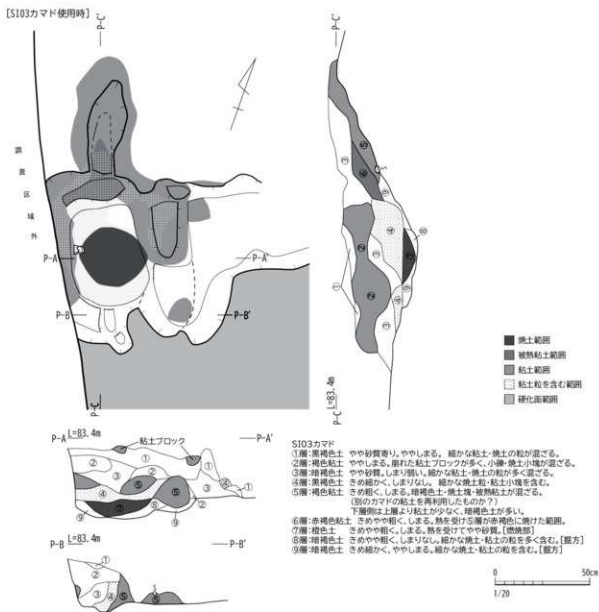 [SI03カマド使用時]
P-C'
P-C'
調査区域外
P-A
P-A'
P-B
P-B'
P-C
P-C L=83.4m
焼土範囲
被熱粘土範囲
粘土範囲
粘土粒を含む範囲
硬化面範囲
P-A L=83.4m
P-A'
粘土ブロック
P-B L=83.4m
P-B'
SI03カマド
①層:黒褐色土 やや砂質寄り。ややしまる。 細かな粘土・焼土の粒が混ざる。
②層:褐色粘土 ややしまる。崩れた粘土ブロックが多く、小礫・焼土小塊が混ざる。
③層:暗褐色土 やや砂質。しまり弱い。細かな粘土・焼土の粒が多く混ざる。
④層:黒褐色土 きめ細かく、しまりなし。 細かな焼土粒・粘土小塊を含む。
⑤層:褐色粘土 きめ粗く、しまる。暗褐色土・焼土塊・被熱粘土が混ざる。
(別のカマドの粘土を再利用したものか?)
下層側は上層より粘土が少なく、暗褐色土が多い。
⑥層:赤褐色粘土 きめやや粗く、しまる。熱を受け⑤層が赤褐色に焼けた範囲。
⑦層:橙色土 きめやや粗く。しまる。熱を受けてやや砂質。[燃焼部]
⑧層:暗褐色土 きめやや粗く、しまりなし。細かな焼土・粘土の粒を多く含む。[掘方]
⑨層:暗褐色土 きめ細かく、ややしまる。細かな焼土・粘土の粒を含む。[掘方]
0 50cm
1/20